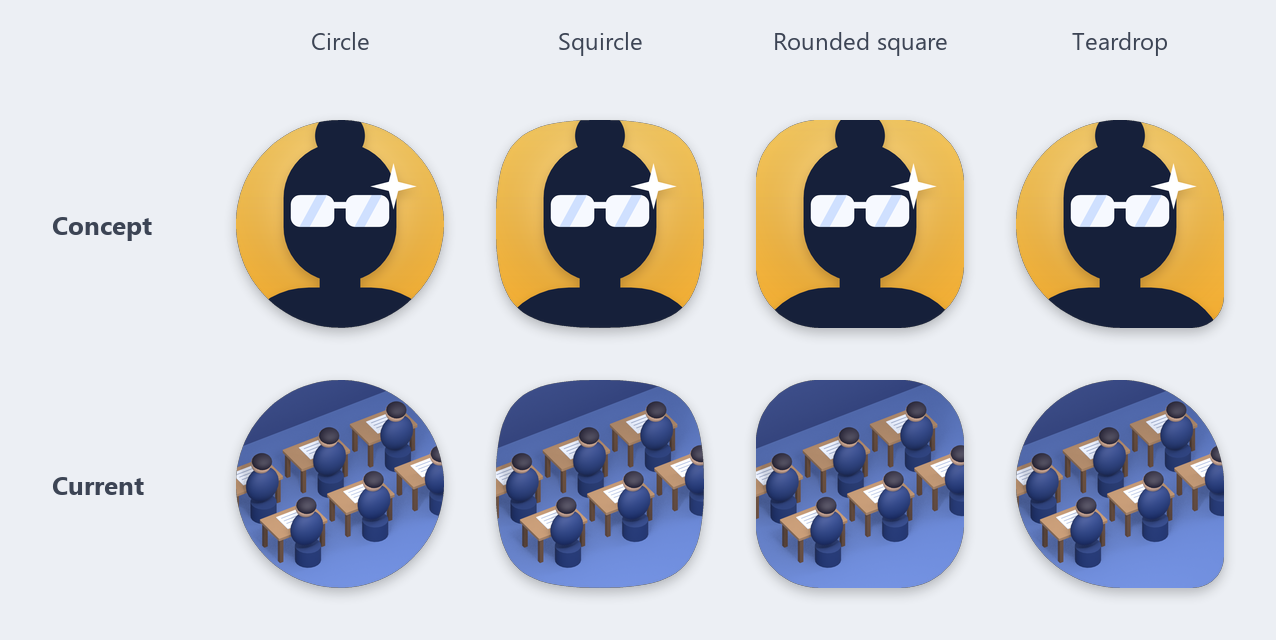 Circle
Squircle
Rounded square
Teardrop
Concept
Current